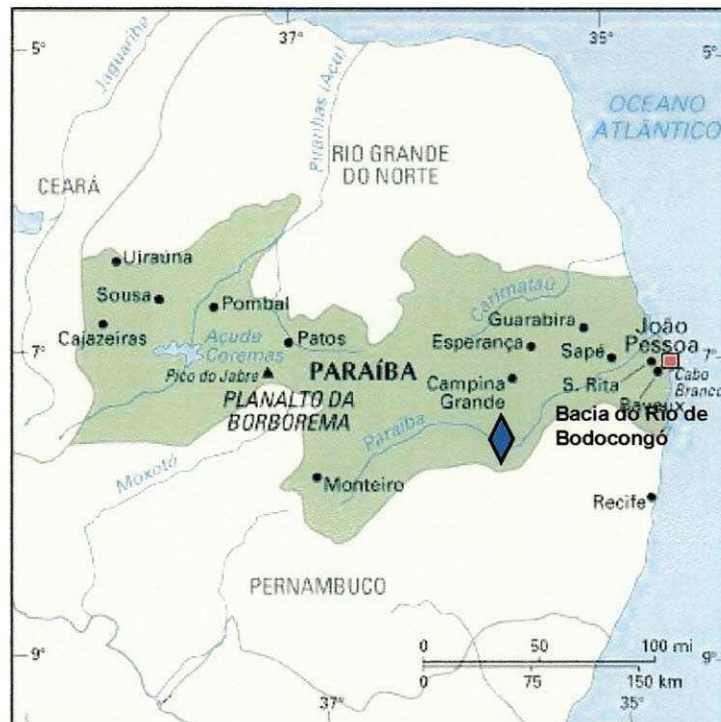 37°
35°
5°
5°
Jaguaribe
Piranhas (Açu)
OCEANO
ATLÂNTICO
RIO GRANDE
DO NORTE
CEARÁ
Uiraúna
Sousa
Pombal
Cajazeiras
Açude
Coremas
Patos
Pico do Jabre
PARAÍBA
PLANALTO DA
BORBOREMA
Carimataú
Guarabira
Esperança
Sapé
João
Pessoa
7°
7°
Campina
Grande
S. Rita
Cabo
Branco
Bayeux
Bacia do Rio de
Bodocongó
Paraíba
Moxotó
Monteiro
Recife
PERNAMBUCO
0 50 100 mi
0 75 150 km
9°
9°
37°
35°